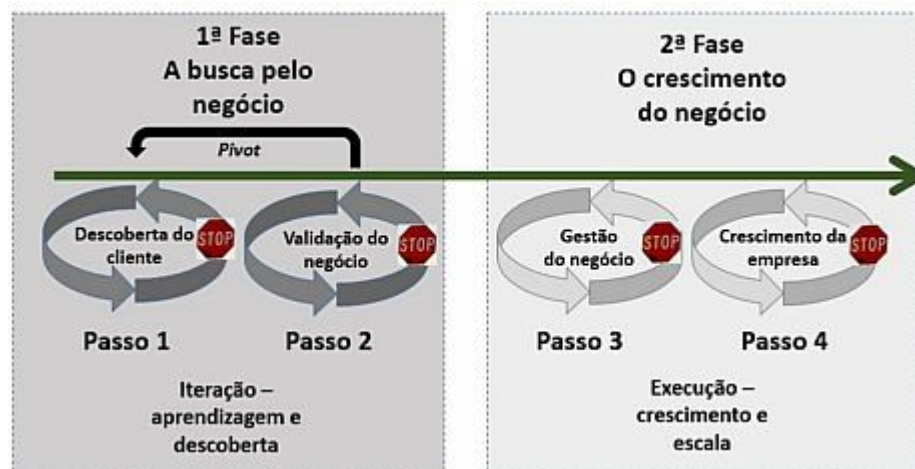 1ª Fase
A busca pelo
negócio
Pivot
Descoberta do
cliente
STOP
Validação do
negócio
STOP
Passo 1
Passo 2
Iteração –
aprendizagem e
descoberta
2ª Fase
O crescimento
do negócio
Gestão
do negócio
STOP
Crescimento da
empresa
STOP
Passo 3
Passo 4
Execução –
crescimento e
escala